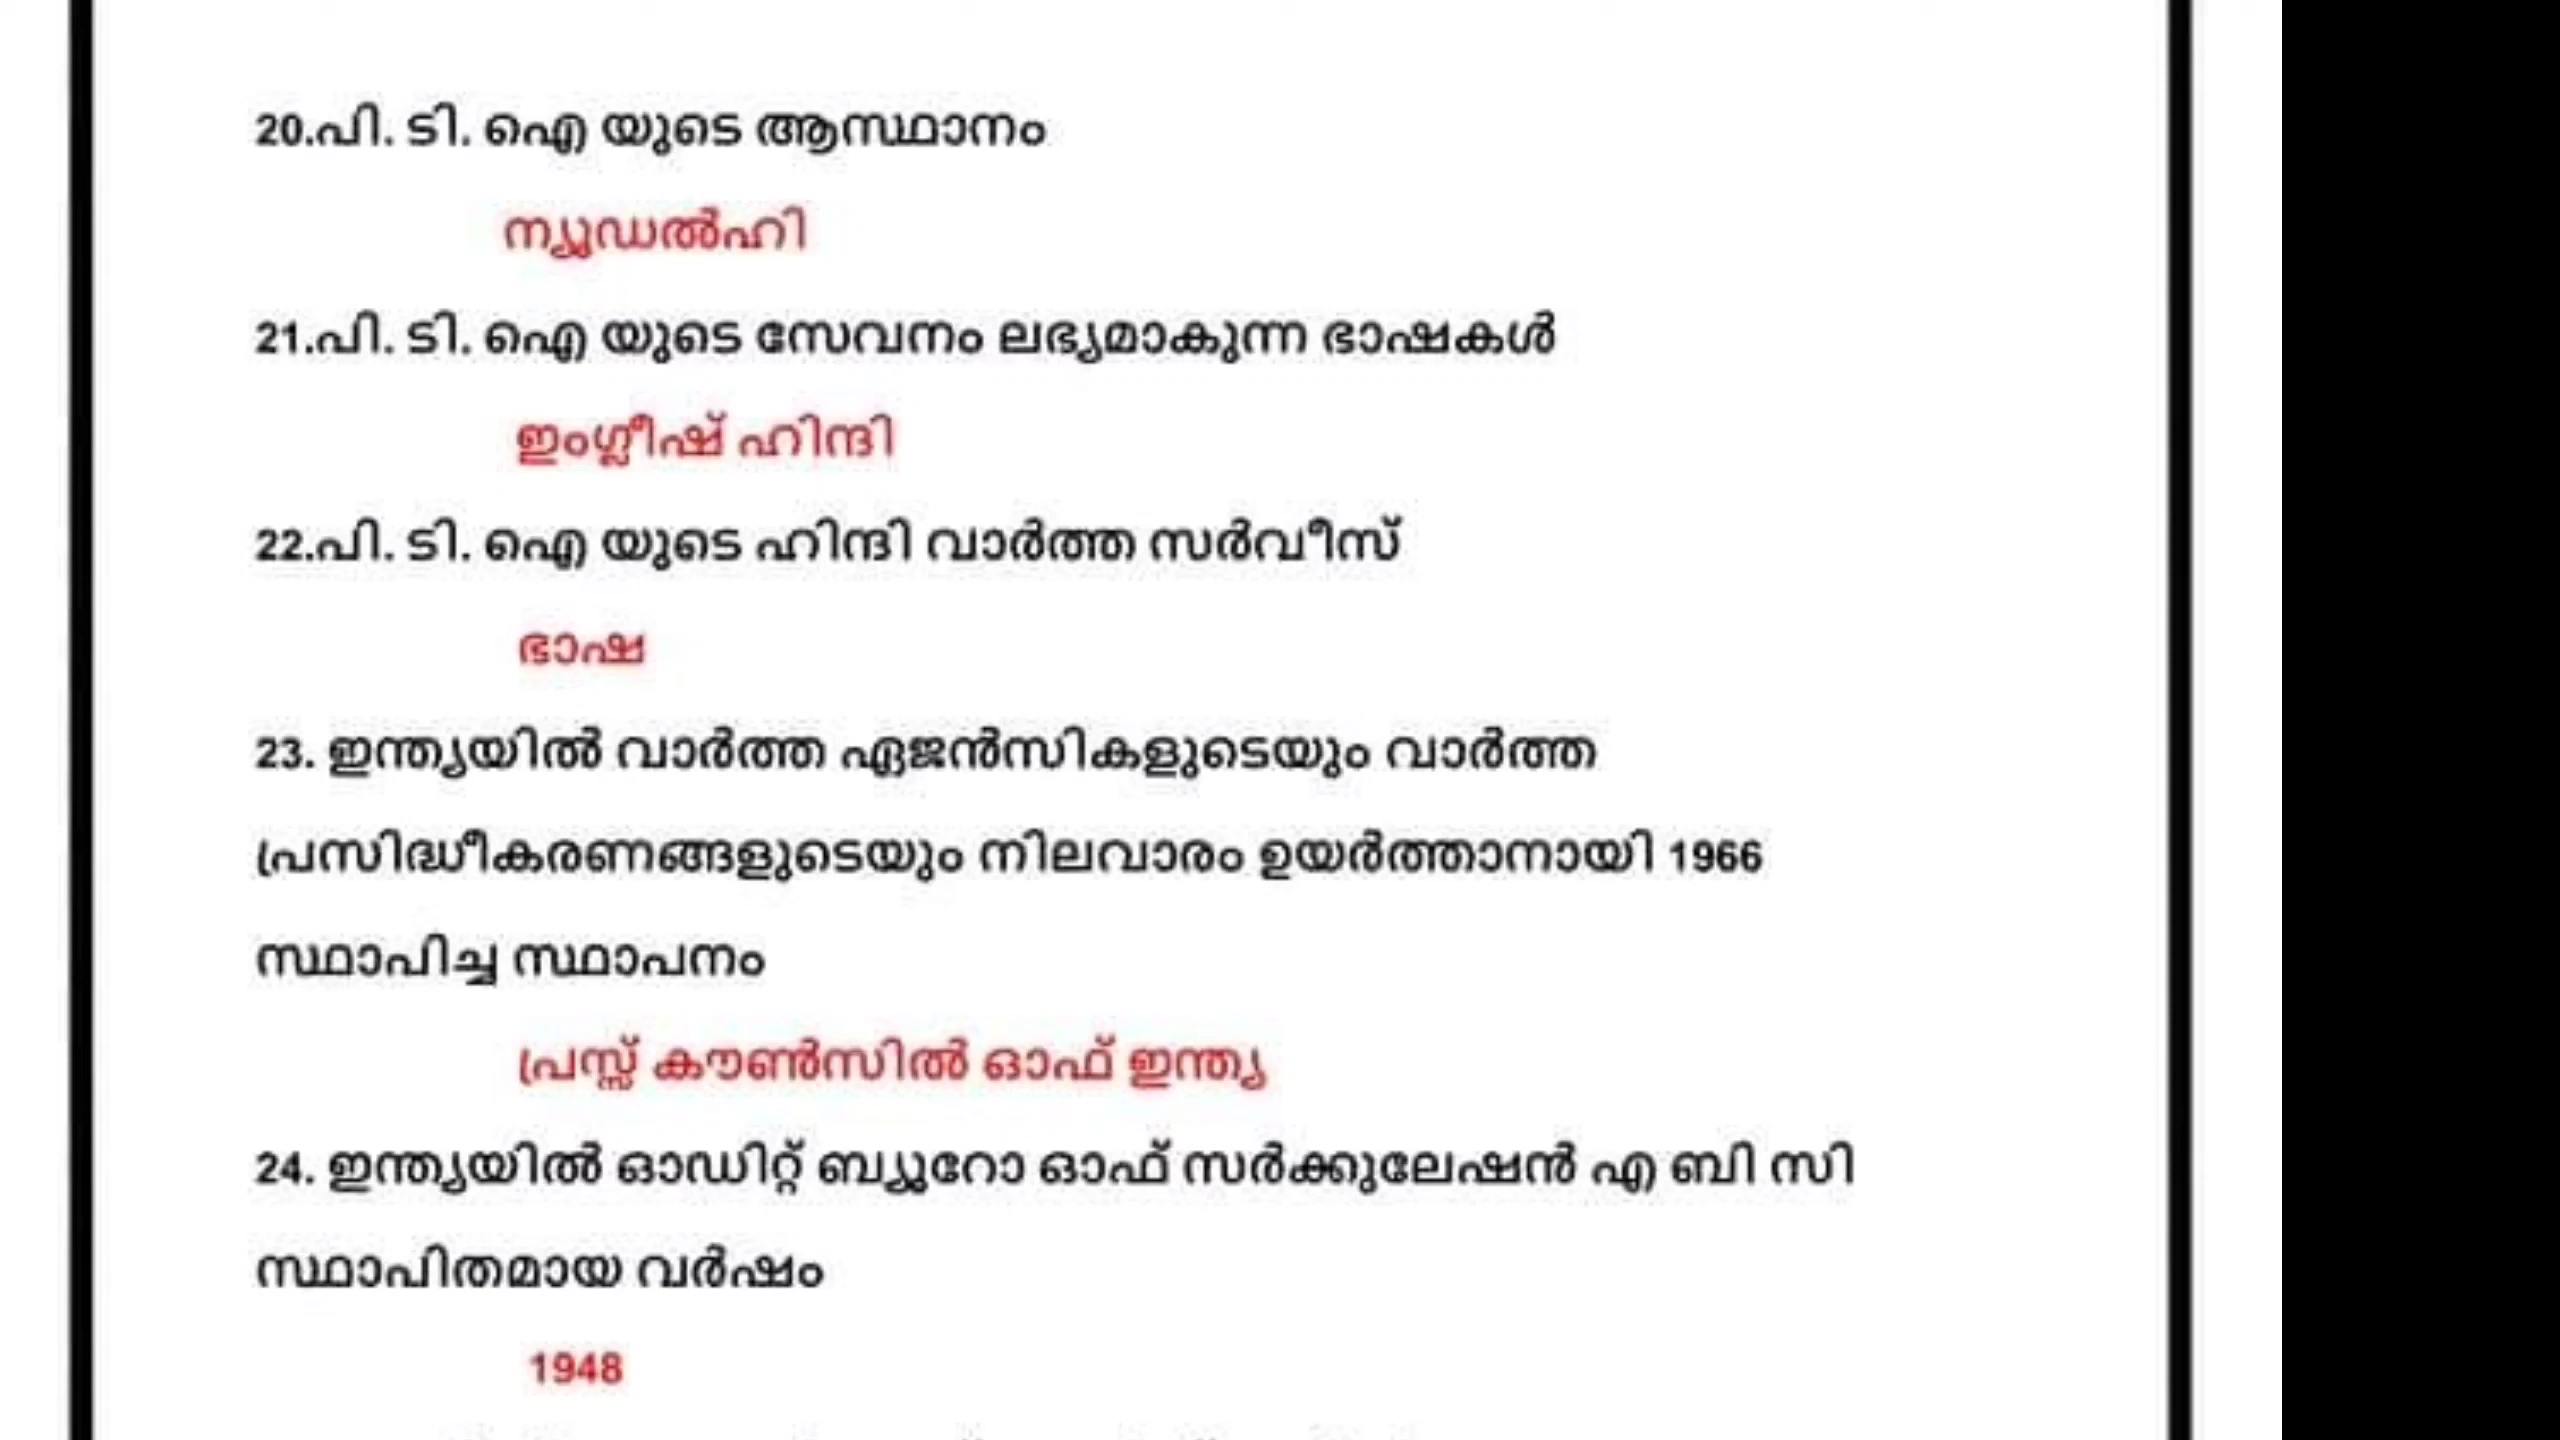 20.പി. ടി. ഐ യുടെ ആസ്ഥാനം
ന്യൂഡൽഹി
21.പി. ടി. ഐ യുടെ സേവനം ലഭ്യമാകുന്ന ഭാഷകൾ
ഇംഗ്ലീഷ് ഹിന്ദി
22.പി. ടി. ഐ യുടെ ഹിന്ദി വാർത്ത സർവീസ്
ഭാഷ
23. ഇന്ത്യയിൽ വാർത്ത ഏജൻസികളുടെയും വാർത്ത
പ്രസിദ്ധീകരണങ്ങളുടെയും നിലവാരം ഉയർത്താനായി 1966
സ്ഥാപിച്ച സ്ഥാപനം
പ്രസ്സ് കൗൺസിൽ ഓഫ് ഇന്ത്യ
24. ഇന്ത്യയിൽ ഓഡിറ്റ് ബ്യൂറോ ഓഫ് സർക്കുലേഷൻ എ ബി സി
സ്ഥാപിതമായ വർഷം
1948